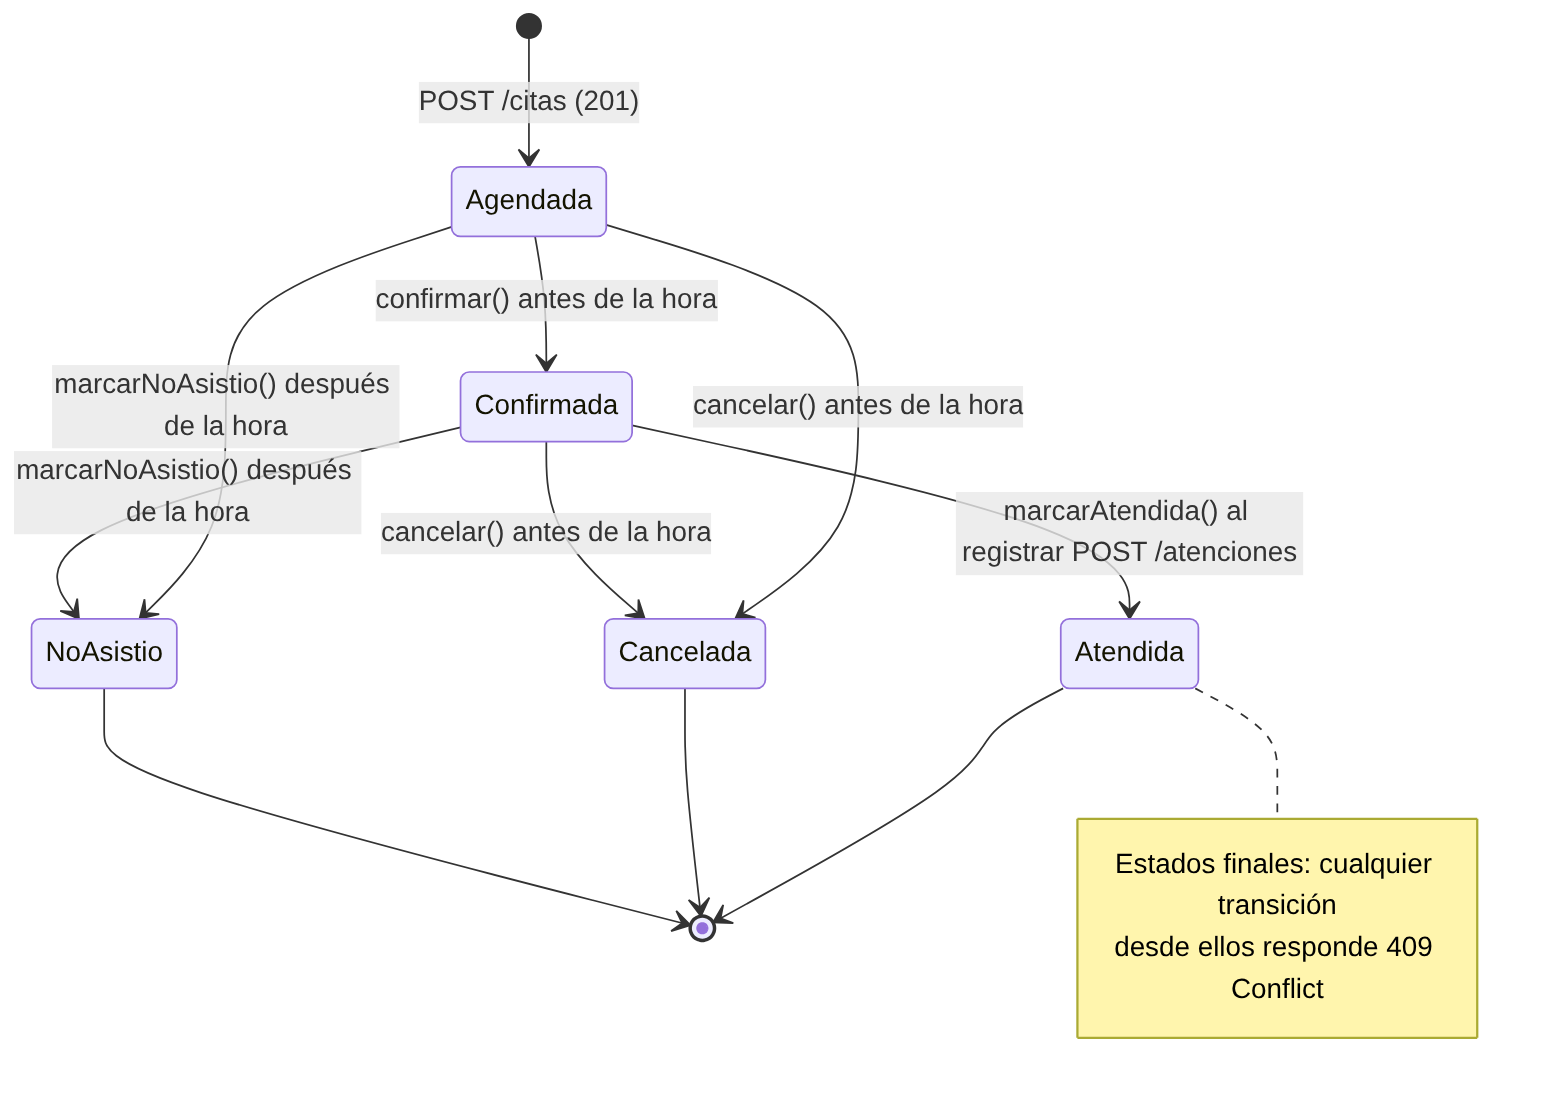 POST /citas (201)
Agendada
confirmar() antes de la hora
marcarNoAsistio() después
de la hora
Confirmada
cancelar() antes de la hora
marcarNoAsistio() después
de la hora
cancelar() antes de la hora
marcarAtendida() al
registrar POST /atenciones
NoAsistio
Cancelada
Atendida
Estados finales: cualquier
transición
desde ellos responde 409
Conflict